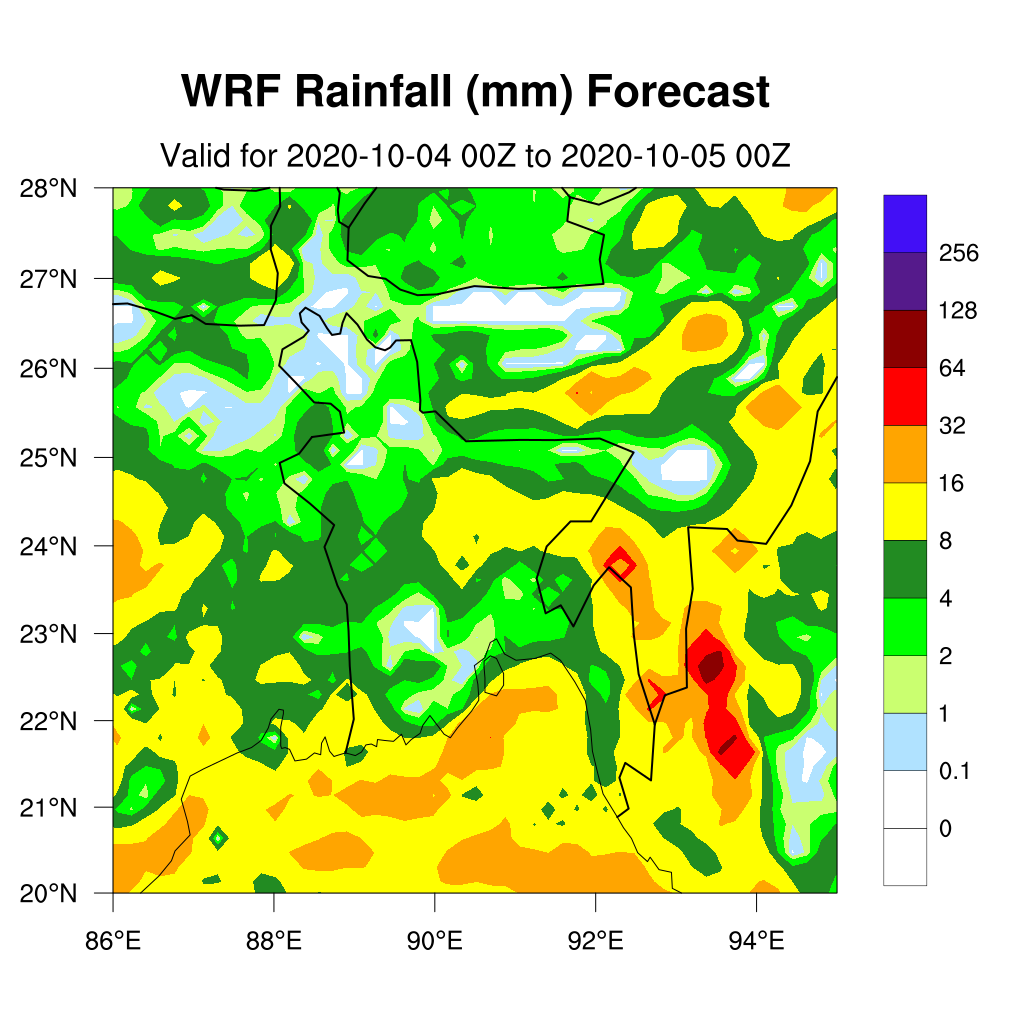 WRF Rainfall (mm) Forecast
Valid for 2020-10-04 00Z to 2020-10-05 00Z
28°N
27°N
26°N
25°N
24°N
23°N
22°N
21°N
20°N
86°E 88°E 90°E 92°E 94°E
256
128
64
32
16
8
4
2
1
0.1
0